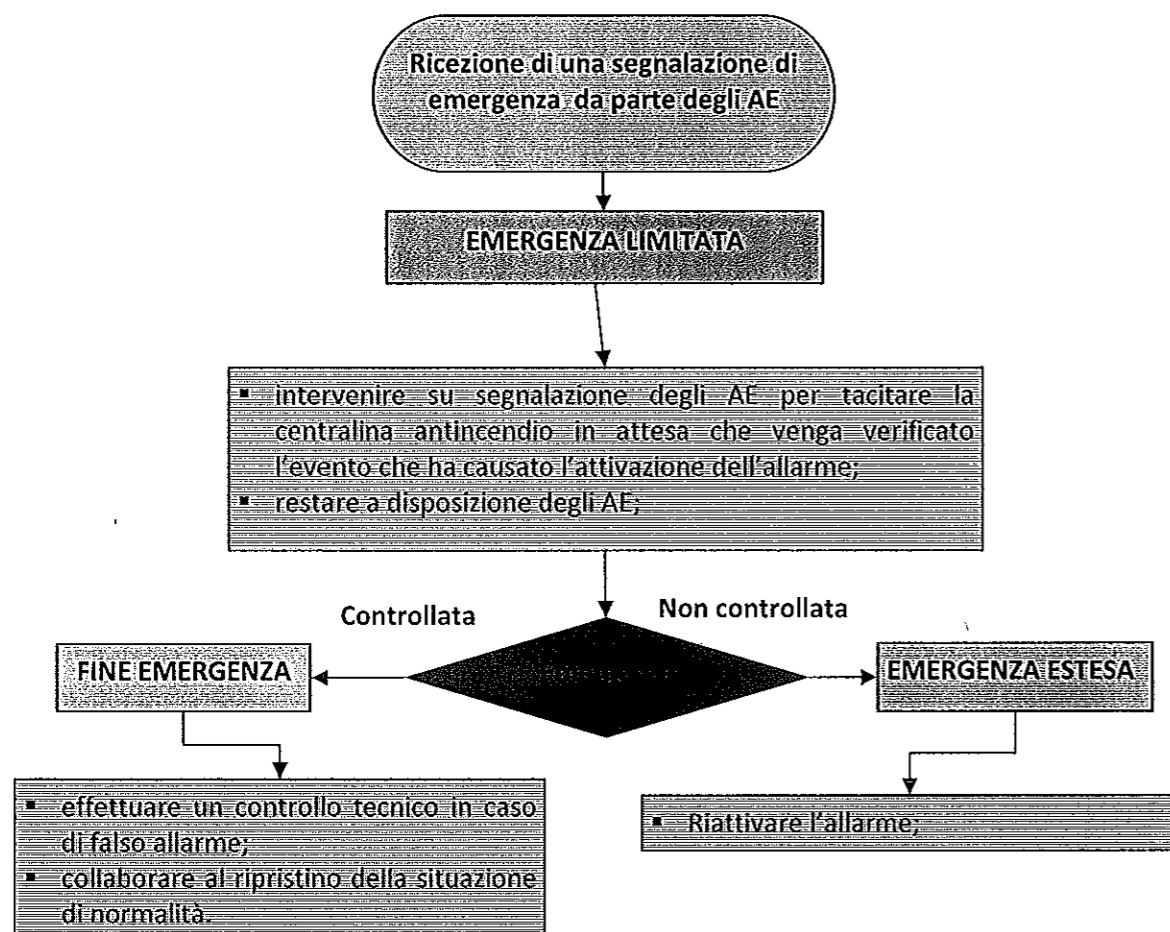 Ricezione di una segnalazione di
emergenza da parte degli AE
EMERGENZA LIMITATA
▪ intervenire su segnalazione degli AE per tacitare la
centralina antincendio in attesa che venga verificato
l'evento che ha causato l'attivazione dell'allarme;
▪ restare a disposizione degli AE;
Controllata
Non controllata
FINE EMERGENZA
EMERGENZA ESTESA
▪ effettuare un controllo tecnico in caso
di falso allarme;
▪ collaborare al ripristino della situazione
di normalità.
▪ Riattivare l'allarme;